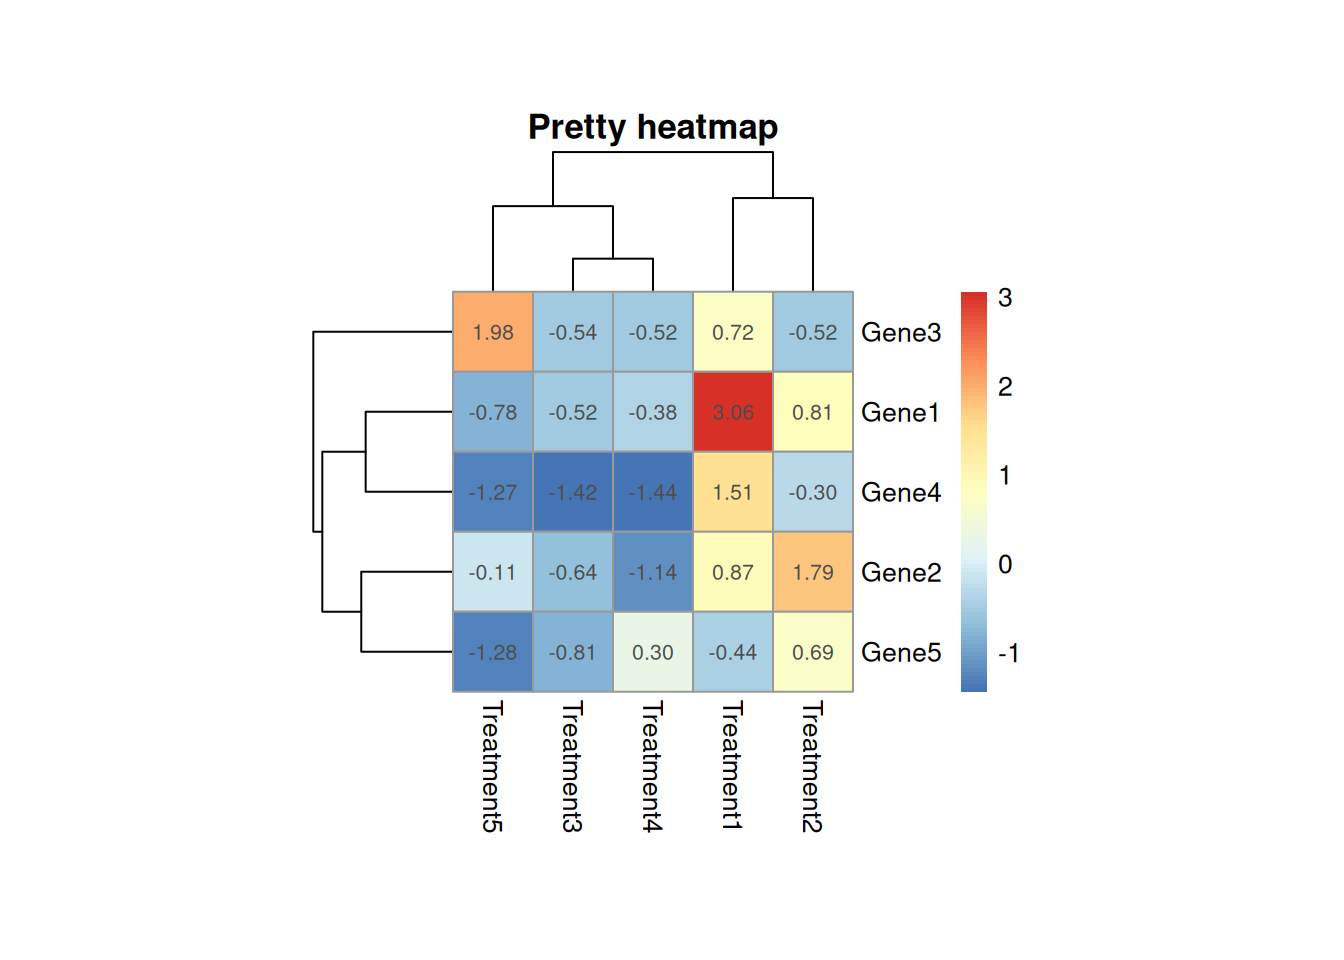 Pretty heatmap
1.98 -0.54 -0.52 0.72 -0.52 Gene3
-0.78 -0.52 -0.38 3.06 0.81 Gene1
-1.27 -1.42 -1.44 1.51 -0.30 Gene4
-0.11 -0.64 -1.14 0.87 1.79 Gene2
-1.28 -0.81 0.30 -0.44 0.69 Gene5
Treatment5
Treatment3
Treatment4
Treatment1
Treatment2
3
2
1
0
-1